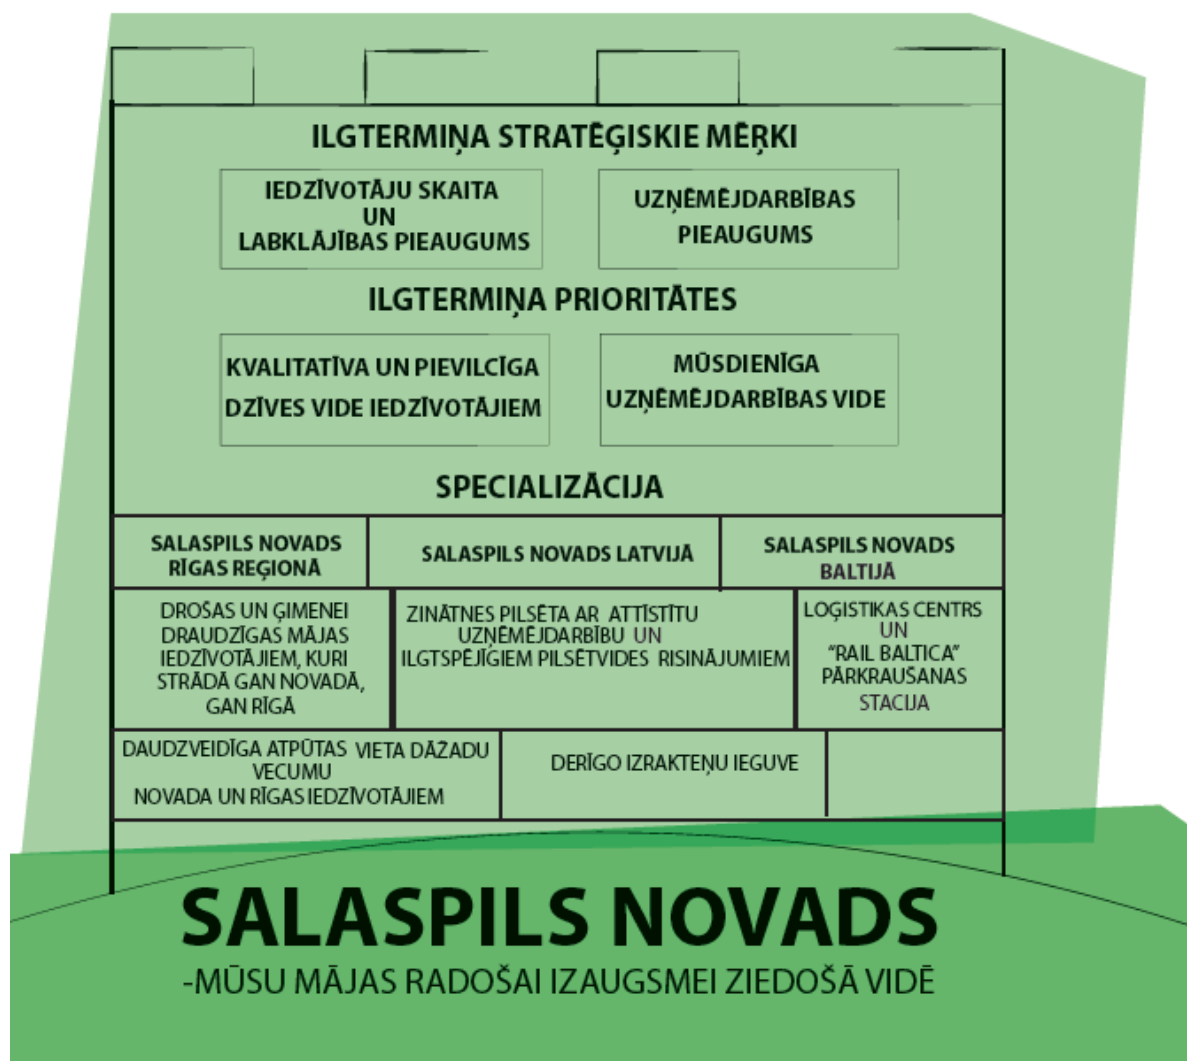 ILGTERMIŅA STRATĒĢISKIE MĒRĶI
IEDZĪVOTĀJU SKAITA
UN
LABKLĀJĪBAS PIEAUGUMS
UZŅĒMĒJDARBĪBAS
PIEAUGUMS
ILGTERMIŅA PRIORITĀTES
KVALITATĪVA UN PIEVILCĪGA
DZĪVES VIDE IEDZĪVOTĀJIEM
MŪSDIENĪGA
UZŅĒMĒJDARBĪBAS VIDE
SPECIALIZĀCIJA
SALASPILS NOVADS
RĪGAS REĢIONĀ
SALASPILS NOVADS LATVIJĀ
SALASPILS NOVADS
BALTIJĀ
DROŠAS UN ĢIMENEI
DRAUDZĪGAS MĀJAS
IEDZĪVOTĀJIEM, KURI
STRĀDĀ GAN NOVADĀ,
GAN RĪGĀ
ZINĀTNES PILSĒTA AR ATTĪSTĪTU
UZŅĒMĒJDARBĪBU UN
ILGTSPĒJĪGIEM PILSĒTVIDES RISINĀJUMIEM
LOĢISTIKAS CENTRS
UN
“RAIL BALTICA”
PĀRKRAUŠANAS
STACIJA
DAUDZVEIDĪGA ATPŪTAS VIETA DĀŽADU
VECUMU
NOVADA UN RĪGAS IEDZĪVOTĀJIEM
DERĪGO IZRAKTEŅU IEGUVE
SALASPILS NOVADS
-MŪSU MĀJAS RADOŠAI IZAUGSMEI ZIEDOŠĀ VIDĒ